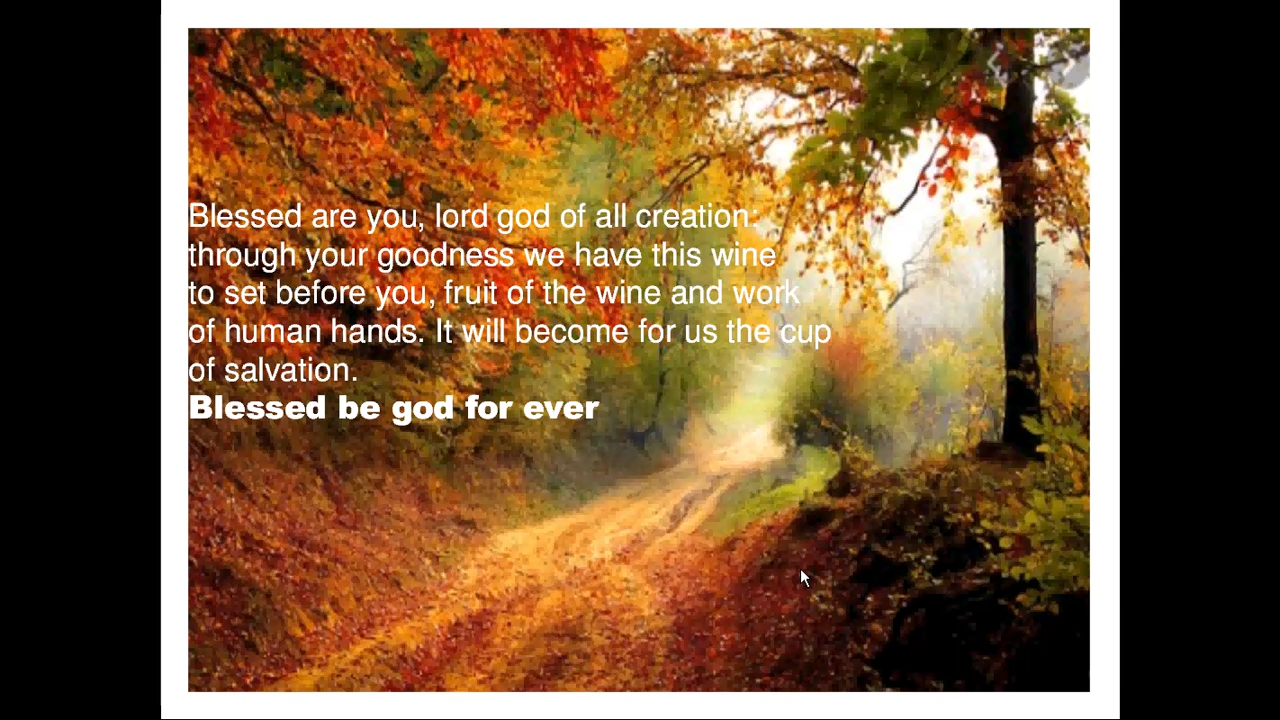 Blessed are you, lord god of all creation:
through your goodness we have this wine
to set before you, fruit of the wine and work
of human hands. It will become for us the cup
of salvation.
Blessed be god for ever